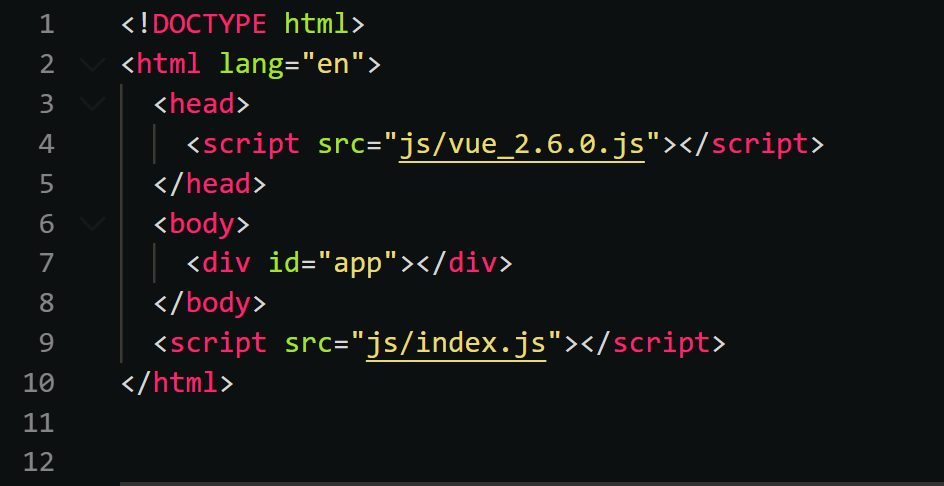 1 <!DOCTYPE html>
2 <html lang="en">
3 <head>
4 <script src="js/vue_2.6.0.js"></script>
5 </head>
6 <body>
7 <div id="app"></div>
8 </body>
9 <script src="js/index.js"></script>
10 </html>
11
12